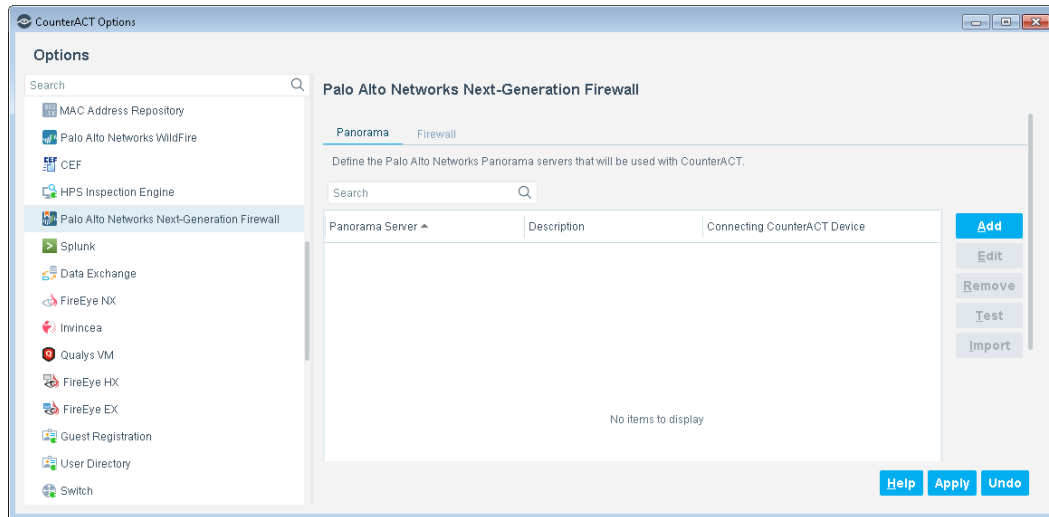 CounterACT Options
Options
Search
MAC Address Repository
Palo Alto Networks WildFire
CEF
HPS Inspection Engine
Palo Alto Networks Next-Generation Firewall
Splunk
Data Exchange
FireEye NX
Invincea
Qualys VM
FireEye HX
FireEye EX
Guest Registration
User Directory
Switch
Palo Alto Networks Next-Generation Firewall
Panorama Firewall
Define the Palo Alto Networks Panorama servers that will be used with CounterACT.
Search
Panorama Server Description Connecting CounterACT Device
No items to display
Add
Edit
Remove
Test
Import
Help Apply Undo